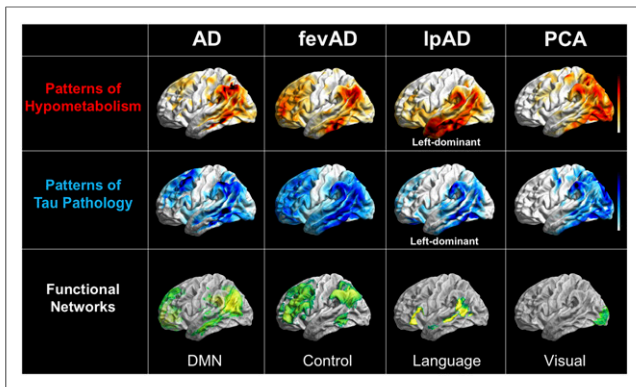 AD fevAD lpAD PCA
Patterns of
Hypometabolism
Left-dominant
Patterns of
Tau Pathology
Left-dominant
Functional
Networks
DMN Control Language Visual